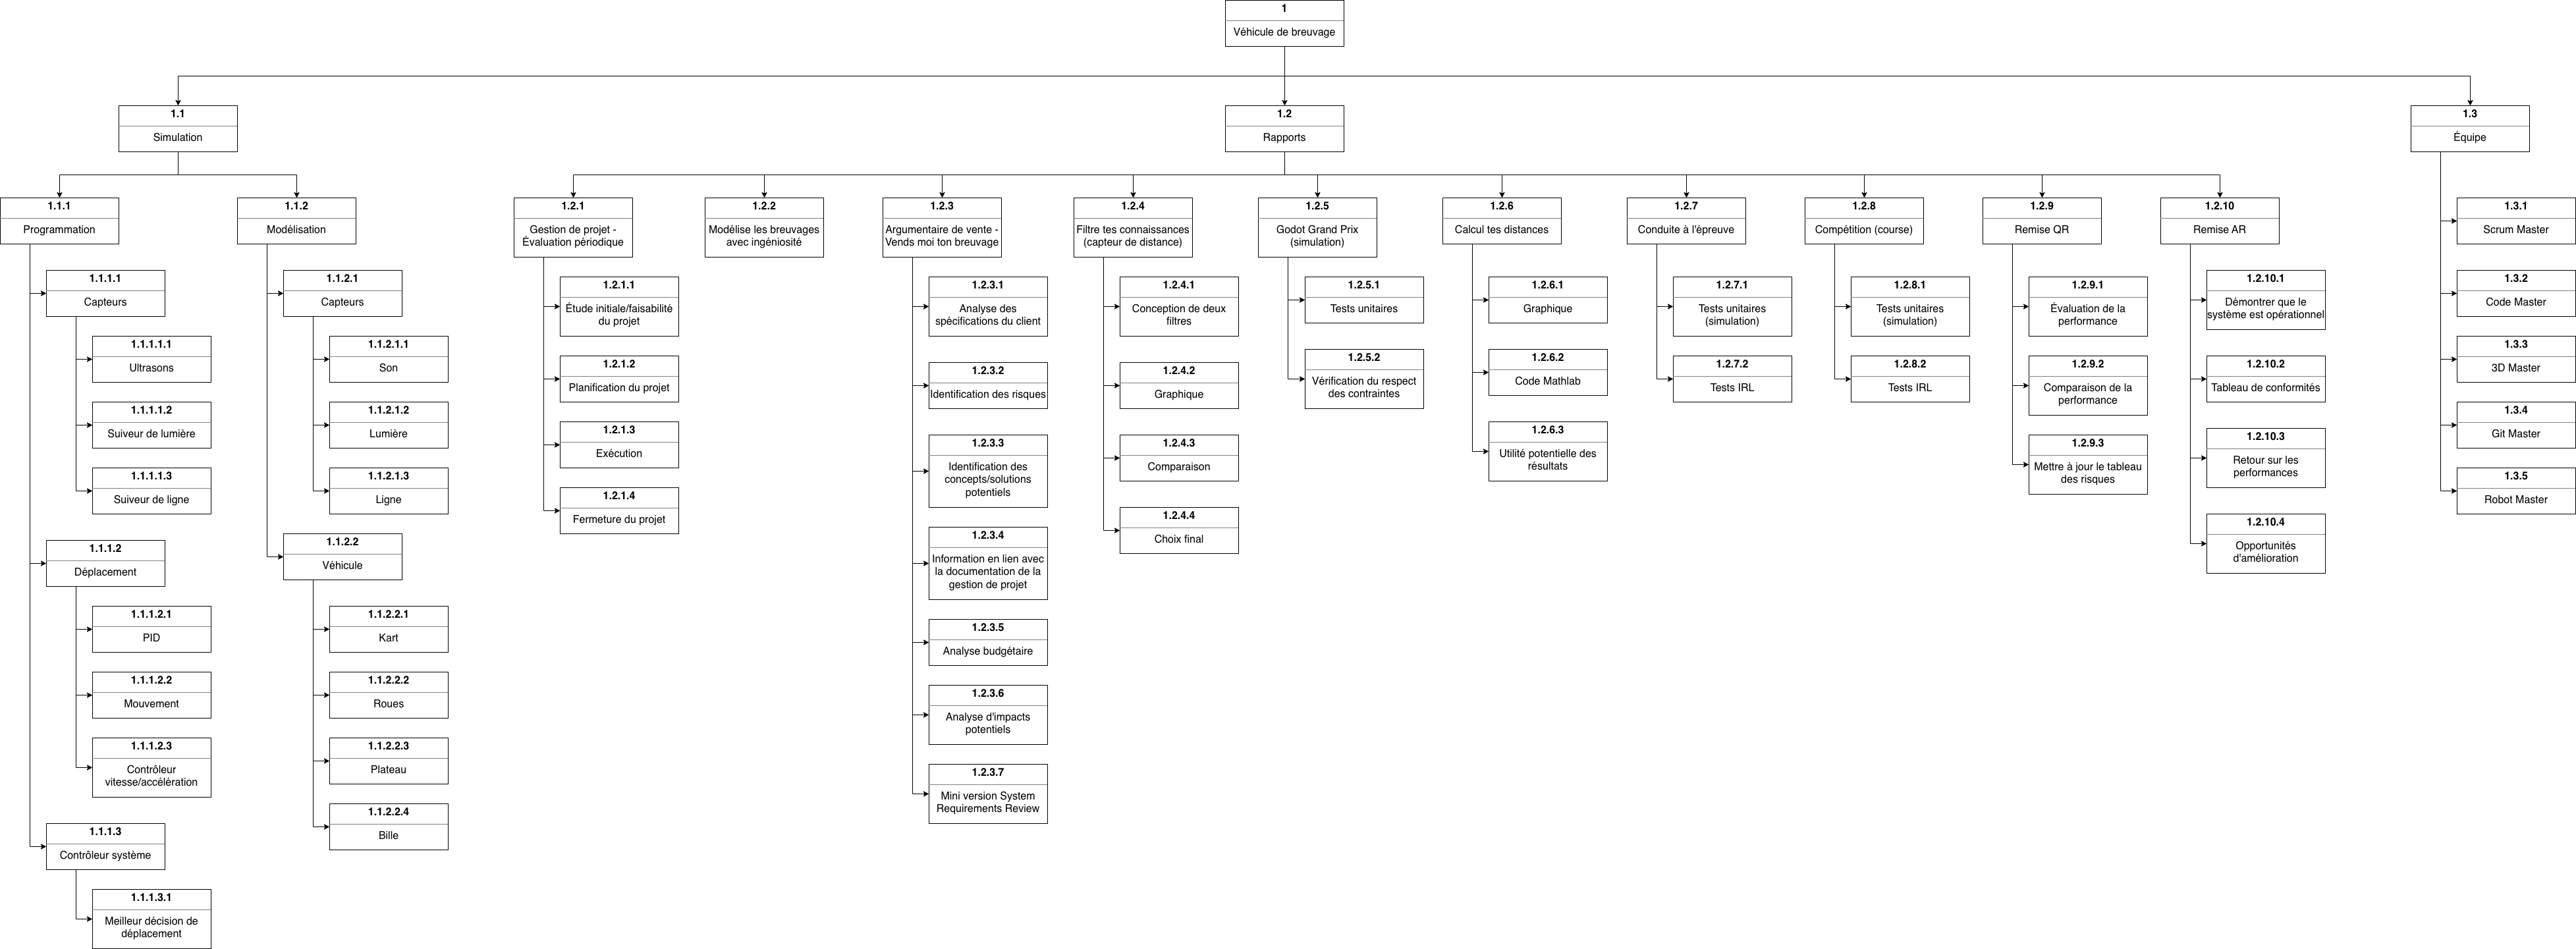 1
Véhicule de breuvage
1.1
Simulation
1.1.1
Programmation
1.1.1.1
Capteurs
1.1.1.1.1
Ultrasons
1.1.1.1.2
Suiveur de lumière
1.1.1.1.3
Suiveur de ligne
1.1.1.2
Déplacement
1.1.1.2.1
PID
1.1.1.2.2
Mouvement
1.1.1.2.3
Contrôleur
vitesse/accélération
1.1.1.3
Contrôleur système
1.1.1.3.1
Meilleur décision de
déplacement
1.1.2
Modélisation
1.1.2.1
Capteurs
1.1.2.1.1
Son
1.1.2.1.2
Lumière
1.1.2.1.3
Ligne
1.1.2.2
Véhicule
1.1.2.2.1
Kart
1.1.2.2.2
Roues
1.1.2.2.3
Plateau
1.1.2.2.4
Bille
1.2
Rapports
1.2.1
Gestion de projet -
Évaluation périodique
1.2.1.1
Étude initiale/faisabilité
du projet
1.2.1.2
Planification du projet
1.2.1.3
Exécution
1.2.1.4
Fermeture du projet
1.2.2
Modélise les breuvages
avec ingéniosité
1.2.3
Argumentaire de vente -
Vends moi ton breuvage
1.2.3.1
Analyse des
spécifications du client
1.2.3.2
Identification des risques
1.2.3.3
Identification des
concepts/solutions
potentiels
1.2.3.4
Information en lien avec
la documentation de la
gestion de projet
1.2.3.5
Analyse budgétaire
1.2.3.6
Analyse d'impacts
potentiels
1.2.3.7
Mini version System
Requirements Review
1.2.4
Filtre tes connaissances
(capteur de distance)
1.2.4.1
Conception de deux
filtres
1.2.4.2
Graphique
1.2.4.3
Comparaison
1.2.4.4
Choix final
1.2.5
Godot Grand Prix
(simulation)
1.2.5.1
Tests unitaires
1.2.5.2
Vérification du respect
des contraintes
1.2.6
Calcul tes distances
1.2.6.1
Graphique
1.2.6.2
Code Mathlab
1.2.6.3
Utilité potentielle des
résultats
1.2.7
Conduite à l'épreuve
1.2.7.1
Tests unitaires
(simulation)
1.2.7.2
Tests IRL
1.2.8
Compétition (course)
1.2.8.1
Tests unitaires
(simulation)
1.2.8.2
Tests IRL
1.2.9
Remise QR
1.2.9.1
Évaluation de la
performance
1.2.9.2
Comparaison de la
performance
1.2.9.3
Mettre à jour le tableau
des risques
1.2.10
Remise AR
1.2.10.1
Démontrer que le
système est opérationnel
1.2.10.2
Tableau de conformités
1.2.10.3
Retour sur les
performances
1.2.10.4
Opportunités
d'amélioration
1.3
Équipe
1.3.1
Scrum Master
1.3.2
Code Master
1.3.3
3D Master
1.3.4
Git Master
1.3.5
Robot Master